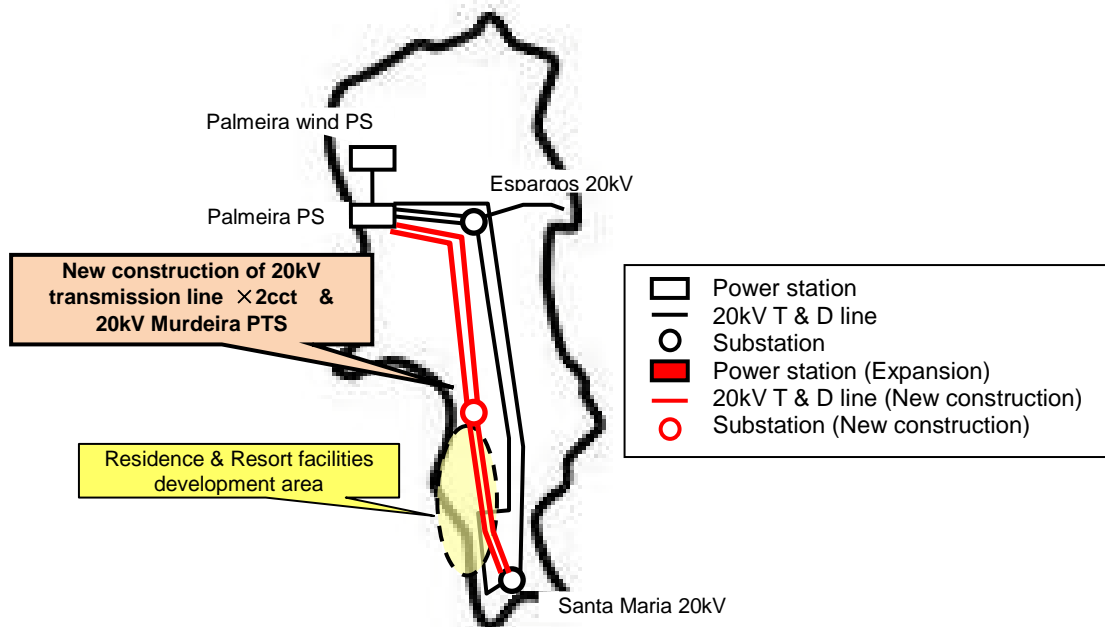 Palmeira wind PS
Espargos 20kV
Palmeira PS
New construction of 20kV
transmission line ×2cct &
20kV Murdeira PTS
Residence & Resort facilities
development area
Santa Maria 20kV
Power station
20kV T & D line
Substation
Power station (Expansion)
20kV T & D line (New construction)
Substation (New construction)